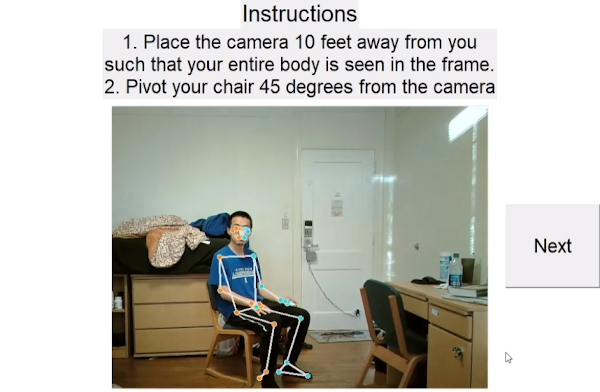 Instructions
1. Place the camera 10 feet away from you
such that your entire body is seen in the frame.
2. Pivot your chair 45 degrees from the camera
Next